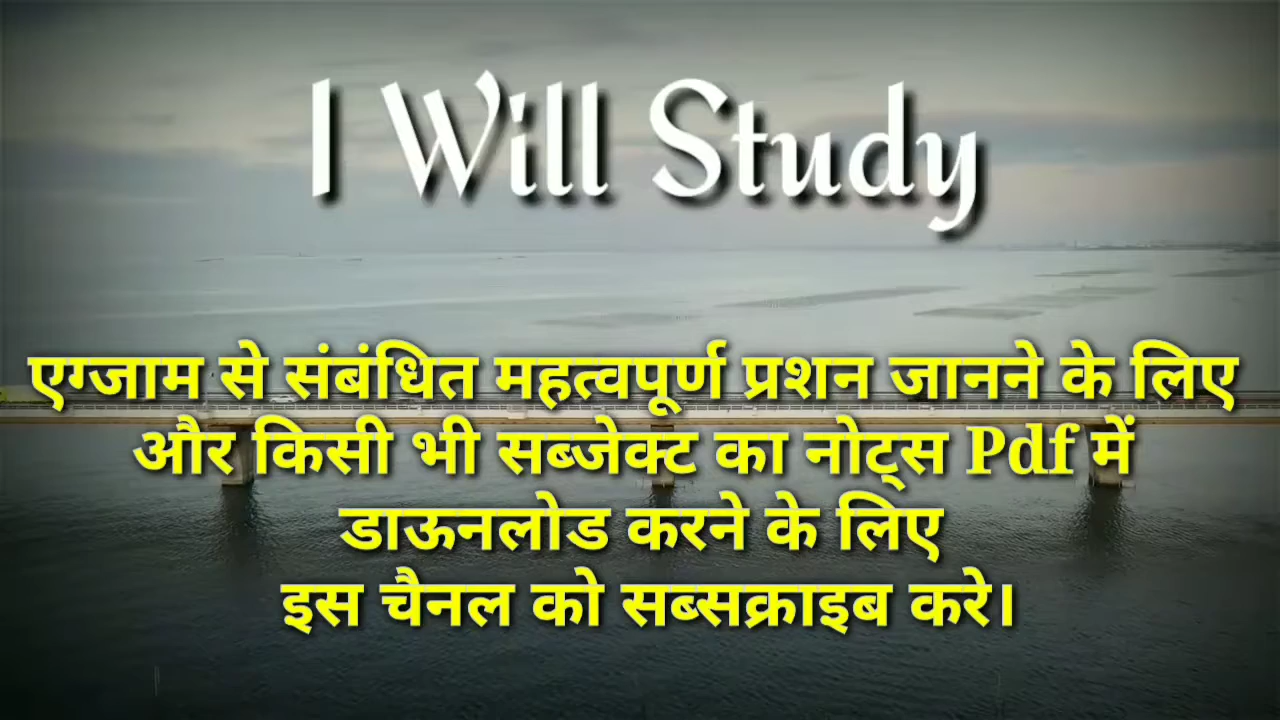 I Will Study
एग्जाम से संबंधित महत्वपूर्ण प्रशन जानने के लिए
और किसी भी सब्जेक्ट का नोट्स Pdf में
डाऊनलोड करने के लिए
इस चैनल को सब्सक्राइब करे।